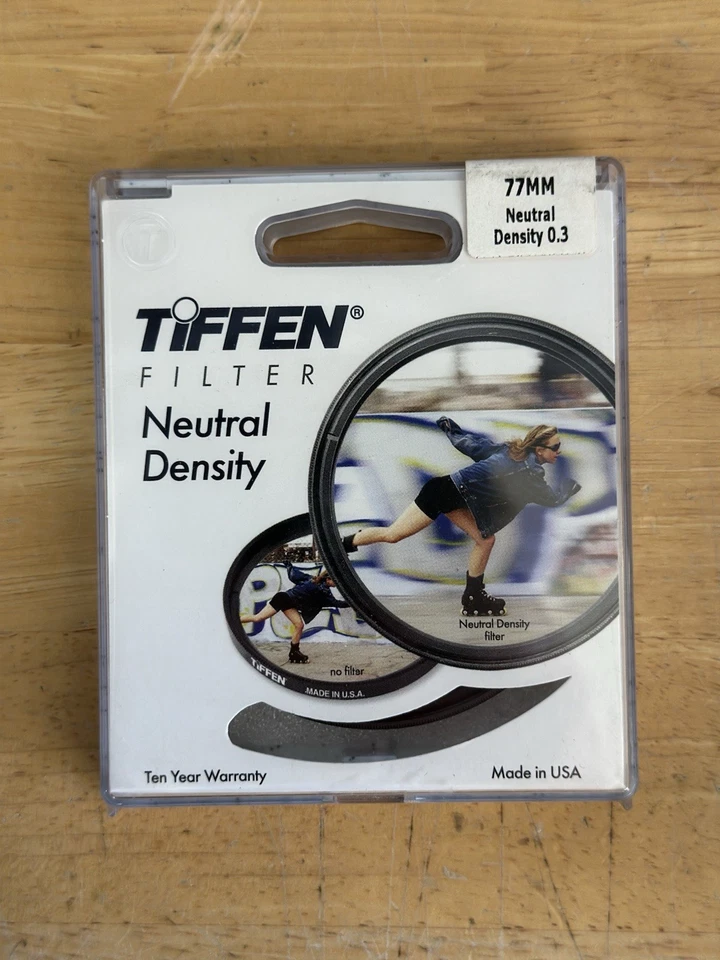 77MM
Neutral
Density 0.3
T
TiFFEN®
FILTER
Neutral
Density
Neutral Density
filter
no filter
TiFFEN
MADE IN U.S.A.
Ten Year Warranty
Made in USA